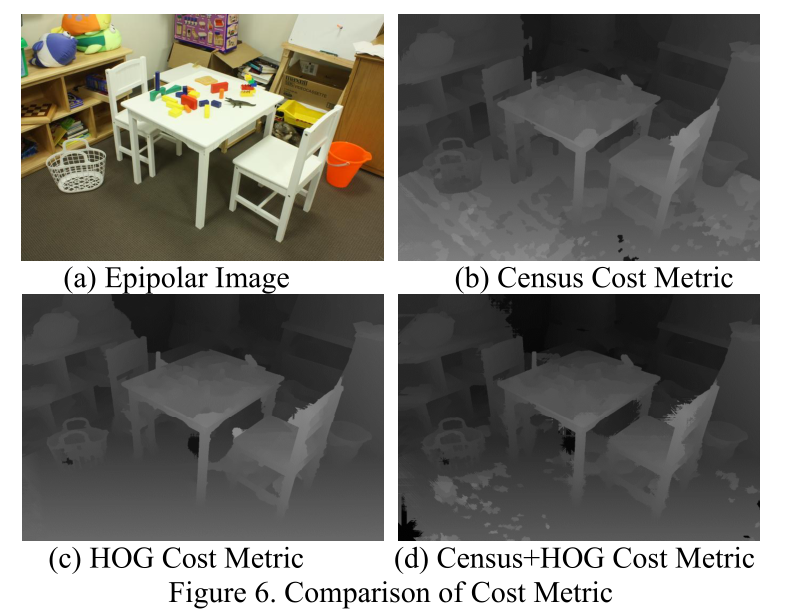 (a) Epipolar Image
(b) Census Cost Metric
(c) HOG Cost Metric
(d) Census+HOG Cost Metric
Figure 6. Comparison of Cost Metric